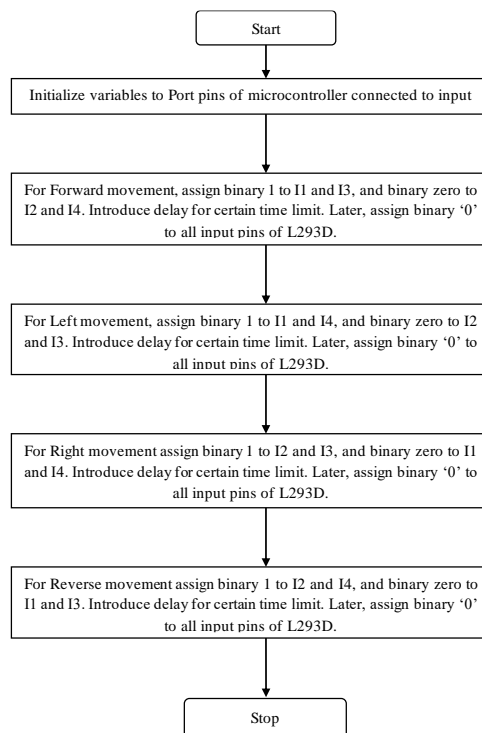 Start
Initialize variables to Port pins of microcontroller connected to input
For Forward movement, assign binary 1 to I1 and I3, and binary zero to
I2 and I4. Introduce delay for certain time limit. Later, assign binary ‘0’
to all input pins of L293D.
For Left movement, assign binary 1 to I1 and I4, and binary zero to I2
and I3. Introduce delay for certain time limit. Later, assign binary ‘0’ to
all input pins of L293D.
For Right movement assign binary 1 to I2 and I3, and binary zero to I1
and I4. Introduce delay for certain time limit. Later, assign binary ‘0’ to
all input pins of L293D.
For Reverse movement assign binary 1 to I2 and I4, and binary zero to
I1 and I3. Introduce delay for certain time limit. Later, assign binary ‘0’
to all input pins of L293D.
Stop